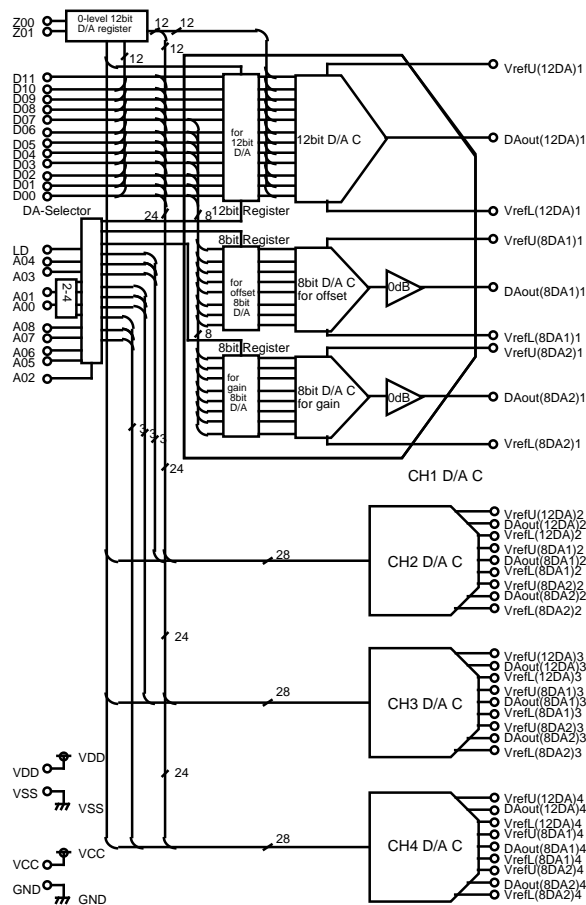 Z00
Z01
0-level 12bit
D/A register
12
12
12
12
VrefU(12DA)1
D11
D10
D09
D08
D07
D06
D05
D04
D03
D02
D01
D00
for
12bit
D/A
12bit D/A C
DAout(12DA)1
DA-Selector
24
8
12bit Register
VrefL(12DA)1
LD
A04
A03
2-4
A01
A00
A08
A07
A06
A05
A02
8bit Register
VrefU(8DA1)1
for
offset
8bit
D/A
8bit D/A C
for offset
0dB
DAout(8DA1)1
8
8bit Register
VrefL(8DA1)1
VrefU(8DA2)1
for
gain
8bit
D/A
8bit D/A C
for gain
0dB
DAout(8DA2)1
3
3
3
VrefL(8DA2)1
24
CH1 D/A C
28
CH2 D/A C
VrefU(12DA)2
DAout(12DA)2
VrefL(12DA)2
VrefU(8DA1)2
DAout(8DA1)2
VrefL(8DA1)2
VrefU(8DA2)2
DAout(8DA2)2
VrefL(8DA2)2
24
28
CH3 D/A C
VrefU(12DA)3
DAout(12DA)3
VrefL(12DA)3
VrefU(8DA1)3
DAout(8DA1)3
VrefL(8DA1)3
VrefU(8DA2)3
DAout(8DA2)3
VrefL(8DA2)3
VDD
VDD
24
VSS
VSS
28
CH4 D/A C
VrefU(12DA)4
DAout(12DA)4
VrefL(12DA)4
VrefU(8DA1)4
DAout(8DA1)4
VrefL(8DA1)4
VrefU(8DA2)4
DAout(8DA2)4
VrefL(8DA2)4
VCC
VCC
GND
GND